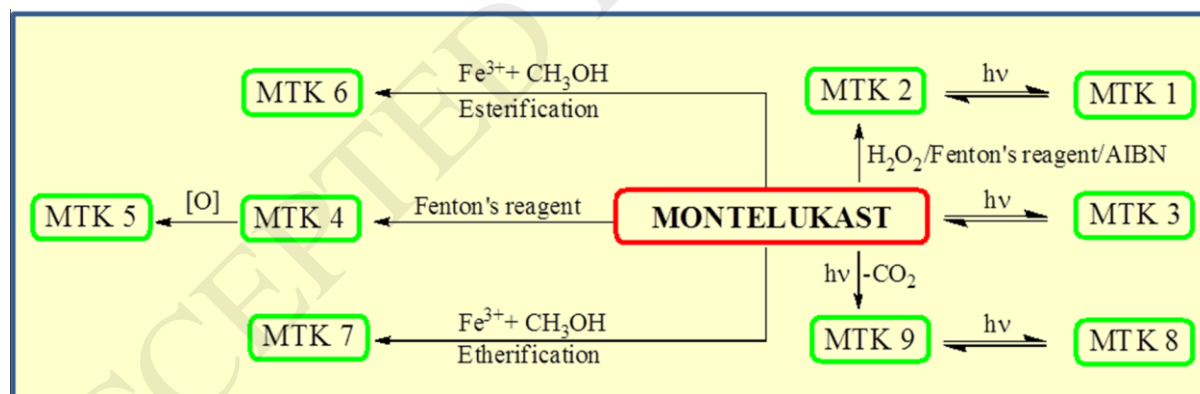 MTK 6
Fe³⁺+ CH₃OH
Esterification
MTK 2
hν
MTK 1
H₂O₂/Fenton's reagent/AIBN
MTK 5
[O]
MTK 4
Fenton's reagent
MONTELUKAST
hν
MTK 3
hν -CO₂
MTK 7
Fe³⁺+ CH₃OH
Etherification
MTK 9
hν
MTK 8